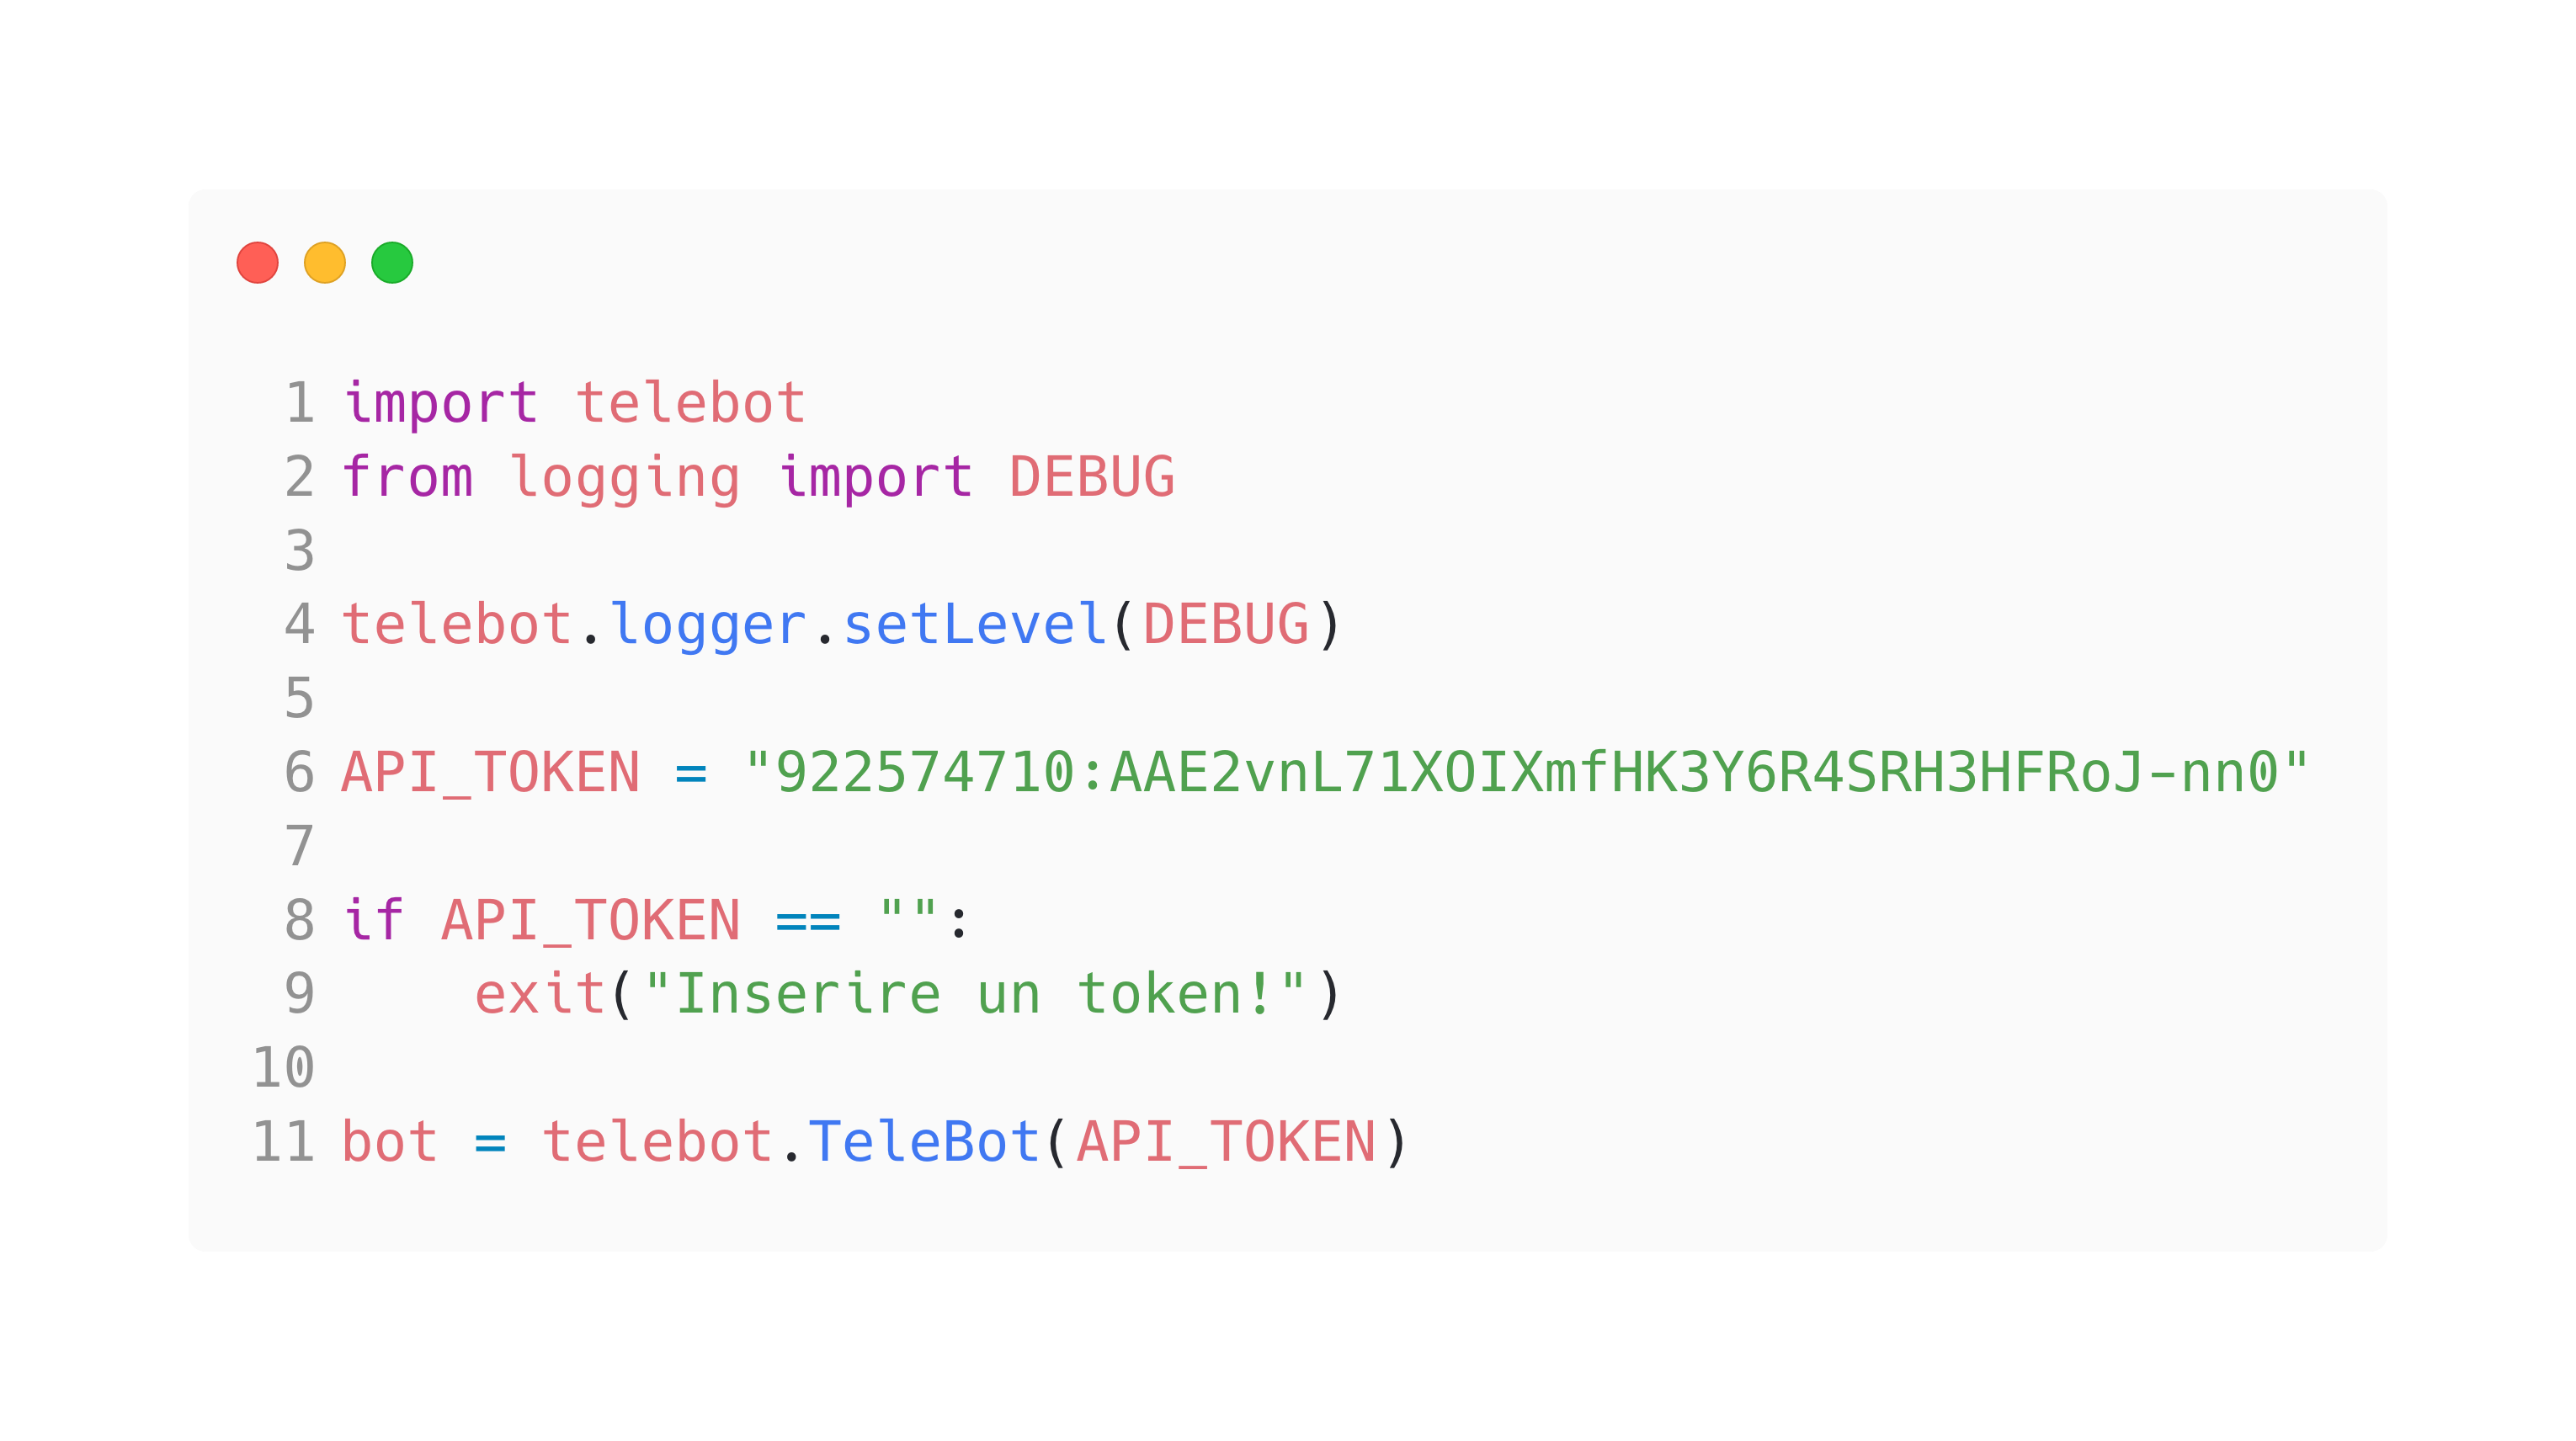 1 import telebot
2 from logging import DEBUG
3
4 telebot.logger.setLevel(DEBUG)
5
6 API_TOKEN = "922574710:AAE2vnL71XOIXmfHK3Y6R4SRH3HFRoJ-nn0"
7
8 if API_TOKEN == "":
9     exit("Inserire un token!")
10
11 bot = telebot.TeleBot(API_TOKEN)